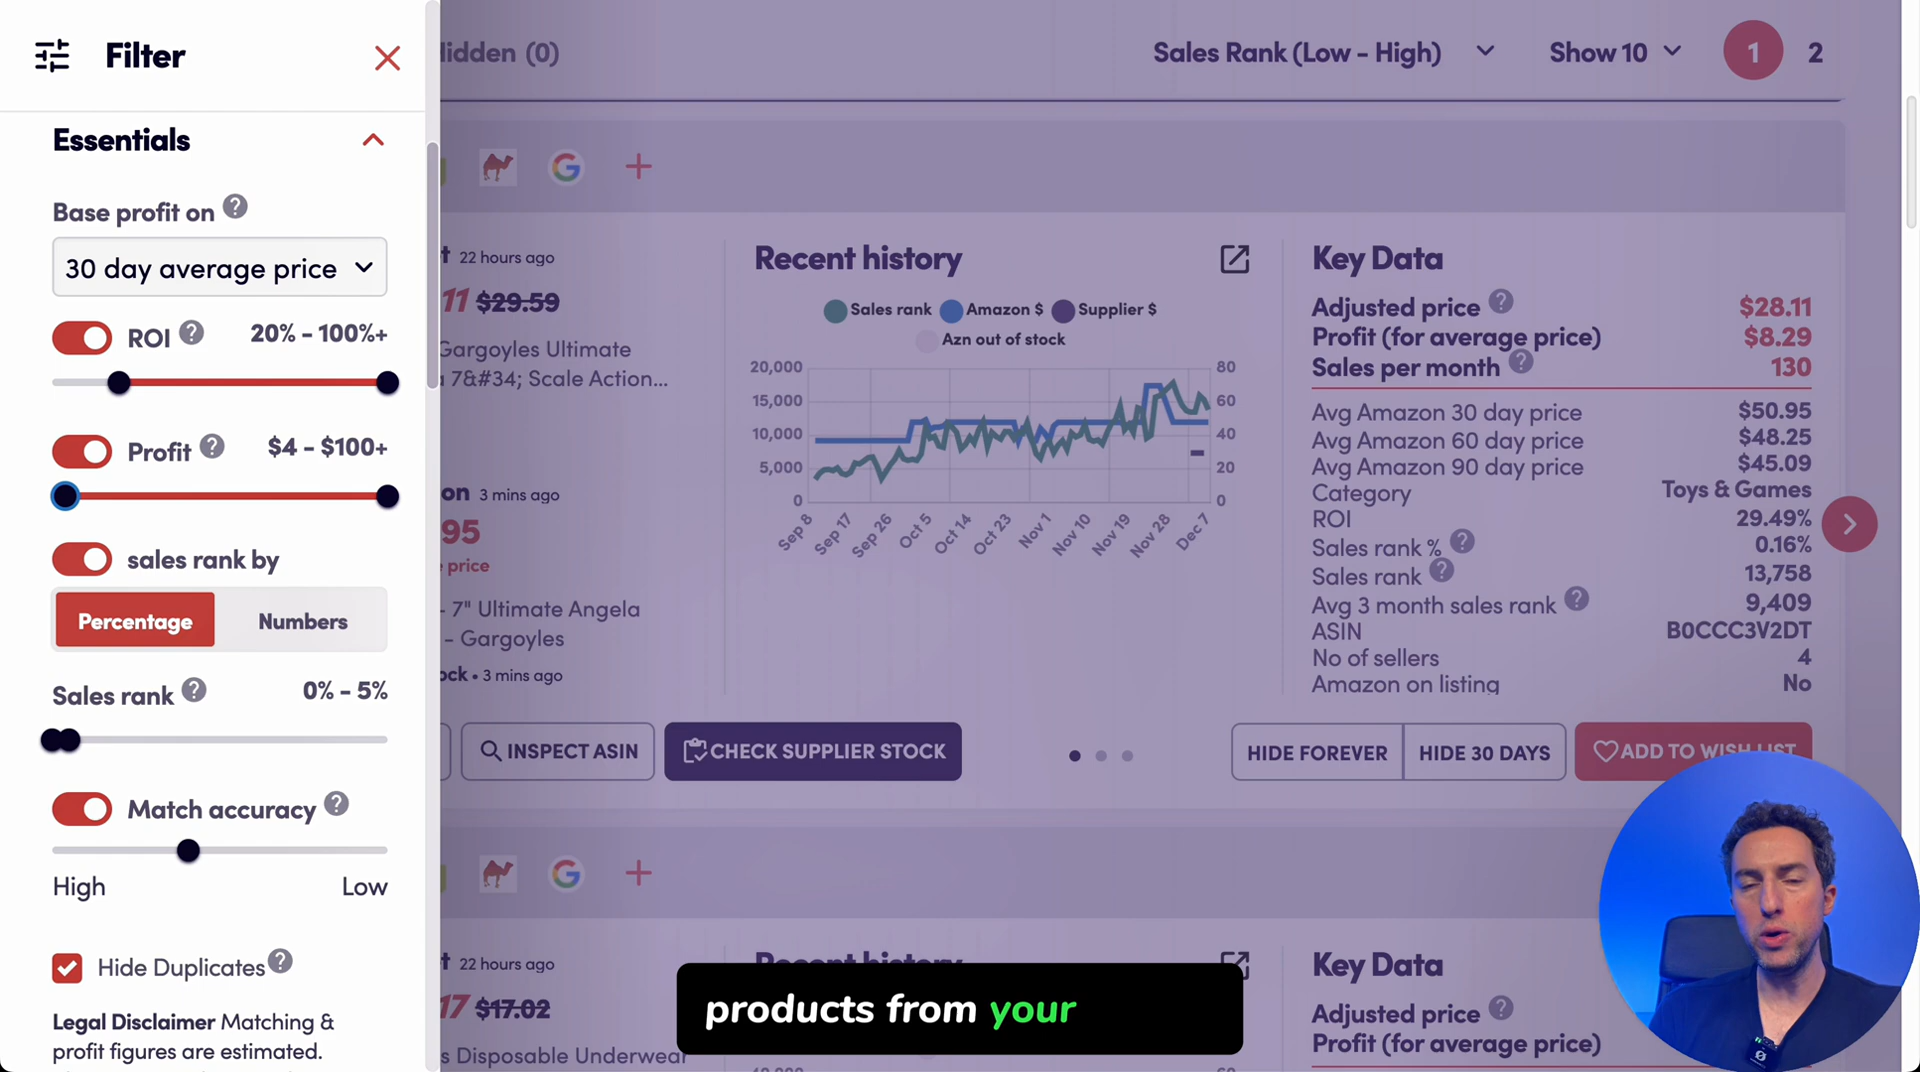 Filter
Essentials
Base profit on ?
30 day average price
ROI ? 20% - 100%+
Profit ? $4 - $100+
sales rank by
Percentage Numbers
Sales rank ? 0% - 5%
Match accuracy ?
High Low
Hide Duplicates ?
Legal Disclaimer Matching &
profit figures are estimated.
(0)
Sales Rank (Low - High) Show 10 1 2
22 hours ago
11 $29.59
Gargoyles Ultimate
7&#34; Scale Action...
on 3 mins ago
95
price
- 7" Ultimate Angela
- Gargoyles
ock • 3 mins ago
Recent history
Sales rank Amazon $ Supplier $
Azn out of stock
20,000 80
15,000 60
10,000 40
5,000 20
0 0
Sep 8 Sep 17 Sep 26 Oct 5 Oct 14 Oct 23 Nov 1 Nov 10 Nov 19 Nov 28 Dec 7
Key Data
Adjusted price ? $28.11
Profit (for average price) $8.29
Sales per month ? 130
Avg Amazon 30 day price $50.95
Avg Amazon 60 day price $48.25
Avg Amazon 90 day price $45.09
Category Toys & Games
ROI 29.49%
Sales rank % ? 0.16%
Sales rank ? 13,758
Avg 3 month sales rank ? 9,409
ASIN B0CCC3V2DT
No of sellers 4
Amazon on listing No
INSPECT ASIN CHECK SUPPLIER STOCK HIDE FOREVER HIDE 30 DAYS ADD TO WISH LIST
22 hours ago
17 $17.02
s Disposable Underwear
Recent history
Key Data
Adjusted price ?
Profit (for average price)
products from your